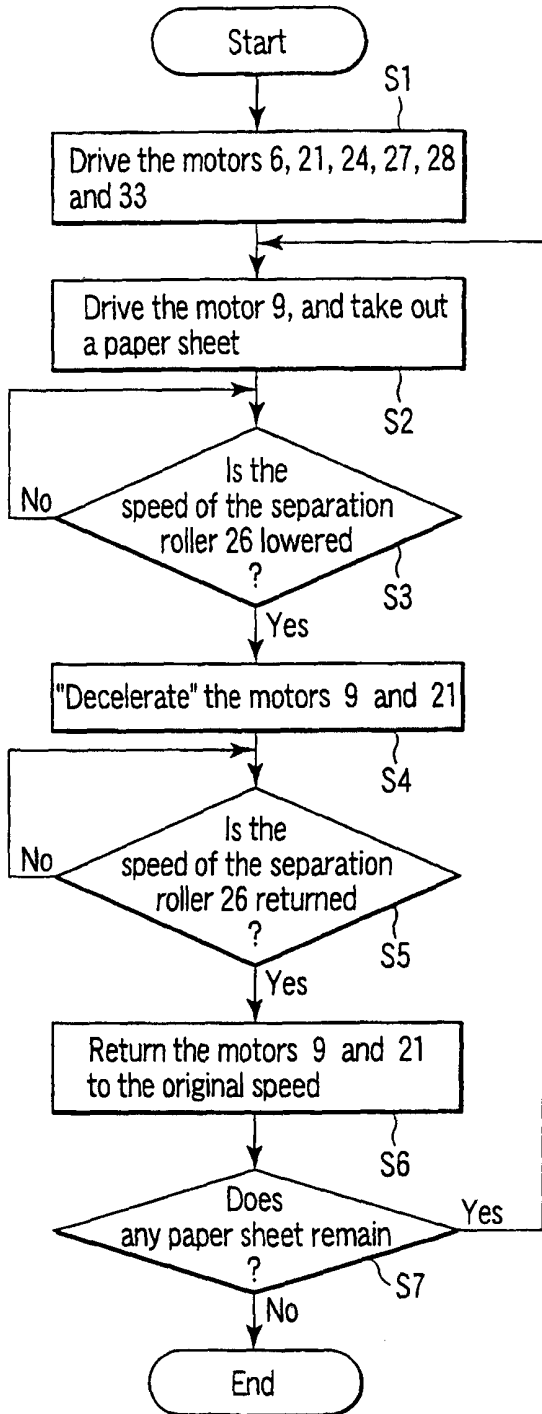 Start
S1
Drive the motors 6, 21, 24, 27, 28
and 33
Drive the motor 9, and take out
a paper sheet
S2
Is the
speed of the separation
roller 26 lowered
?
No
S3
Yes
"Decelerate" the motors 9 and 21
S4
Is the
speed of the separation
roller 26 returned
?
No
S5
Yes
Return the motors 9 and 21
to the original speed
S6
Does
any paper sheet remain
?
Yes
S7
No
End